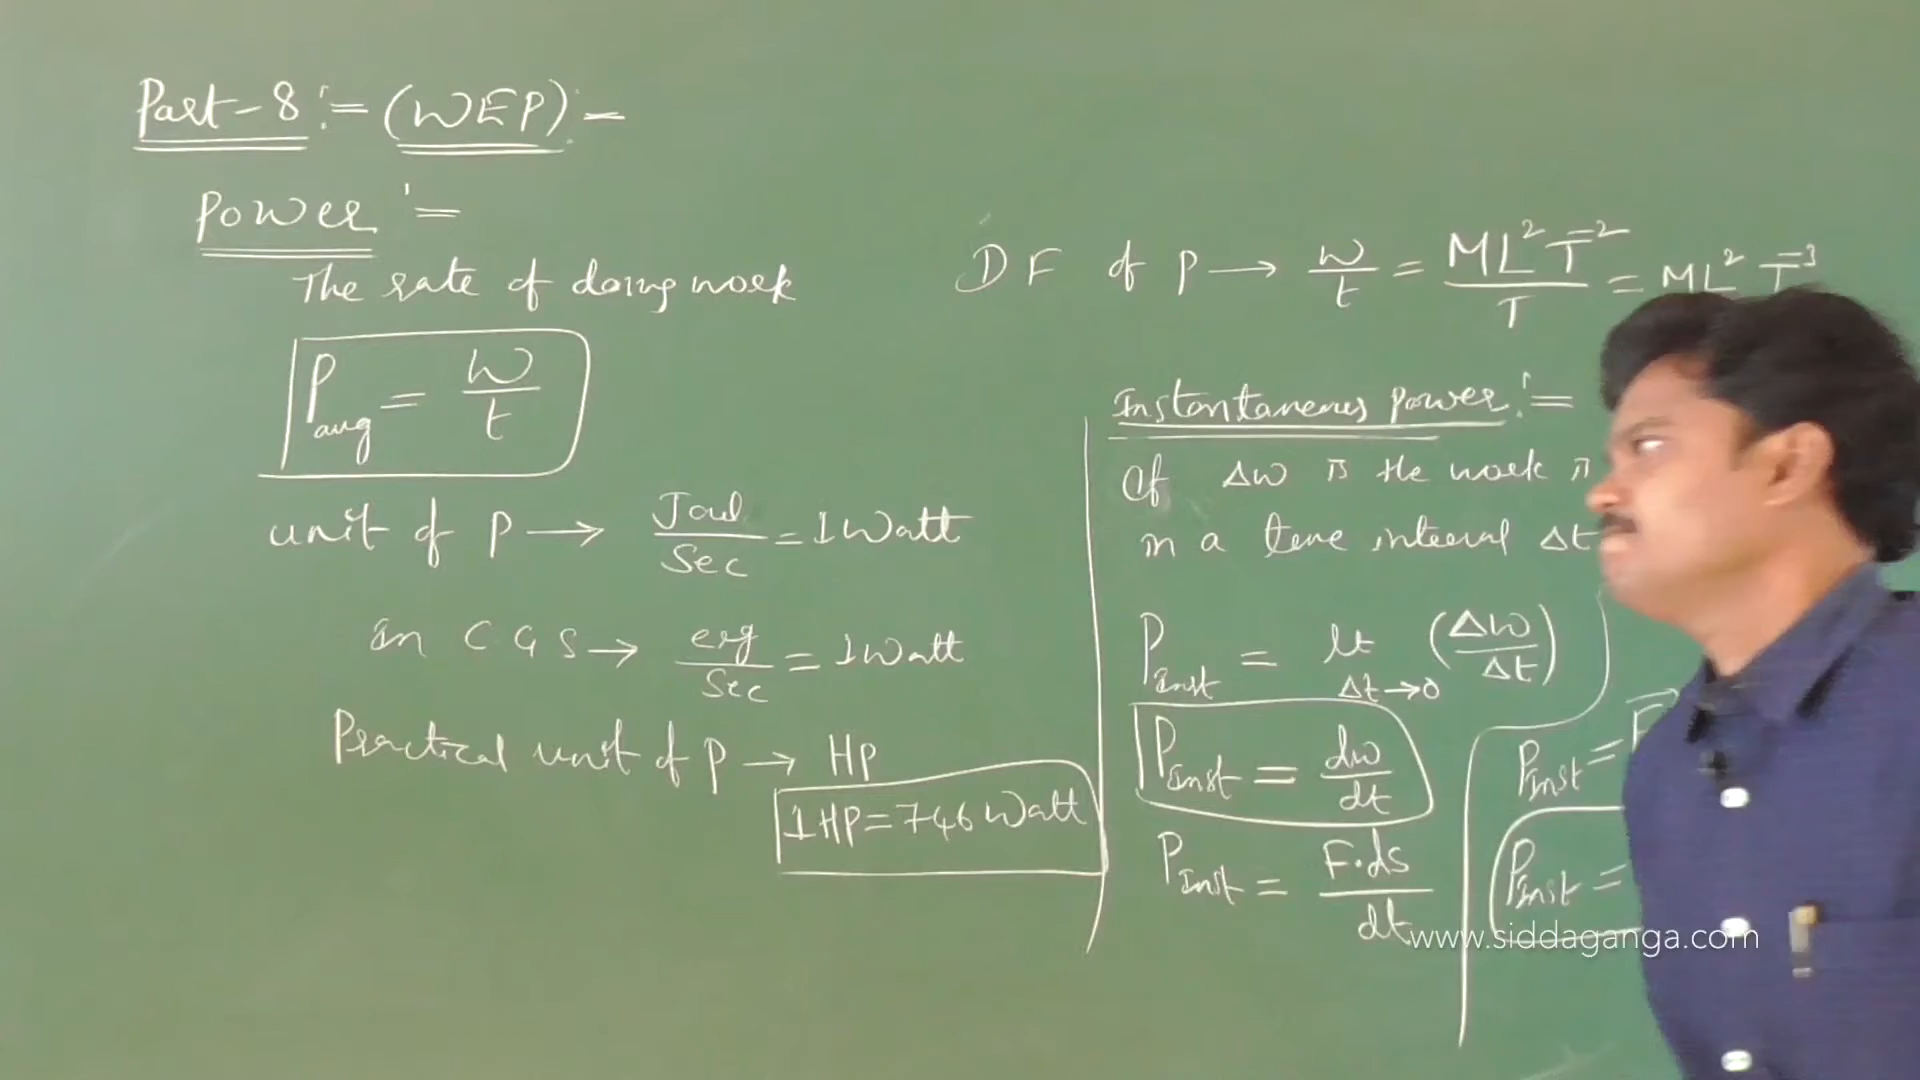 Part-8 :- (WEP) :-
Power :=
The rate of doing work
Pavg = W/t
unit of P → Joul/Sec = 1 Watt
In C G S → erg/Sec = 1 Watt
Practical unit of P → HP
1 HP = 746 Watt
D F of P → W/t = ML²T⁻²/T = ML² T⁻³
Instantaneous power :=
If ΔW is the work
in a time interval Δt
PInst = lt Δt→0 (ΔW/Δt)
PInst = dw/dt
PInst = F·ds/dt
PInst =
PInst =
www.siddaganga.com